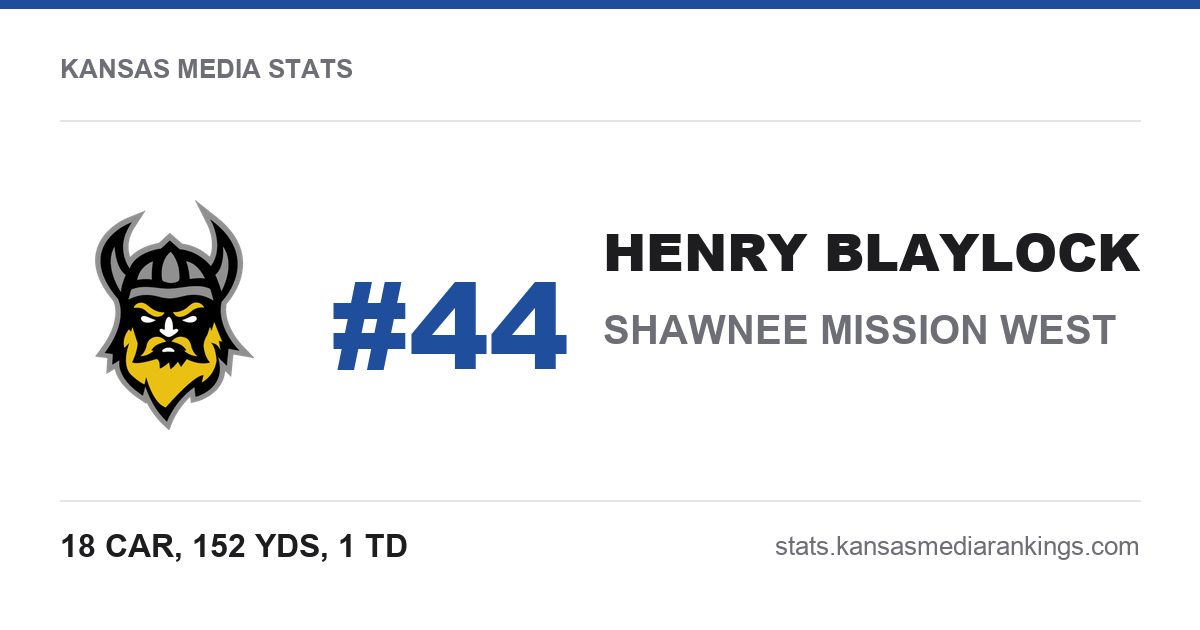 KANSAS MEDIA STATS
#44
HENRY BLAYLOCK
SHAWNEE MISSION WEST
18 CAR, 152 YDS, 1 TD
stats.kansasmediarankings.com